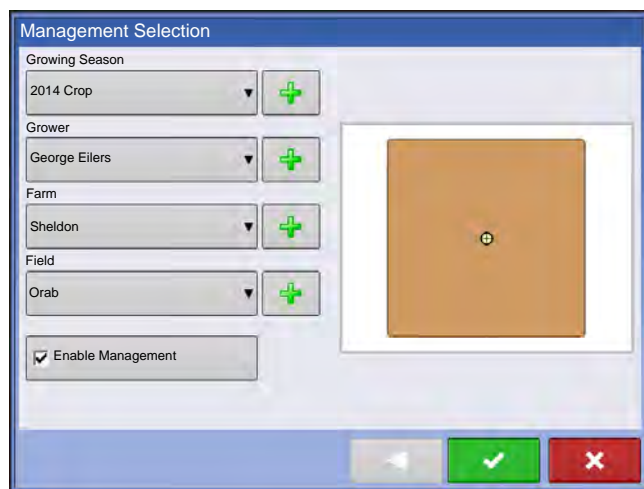 Management Selection
Growing Season
2014 Crop
Grower
George Eilers
Farm
Sheldon
Field
Orab
Enable Management